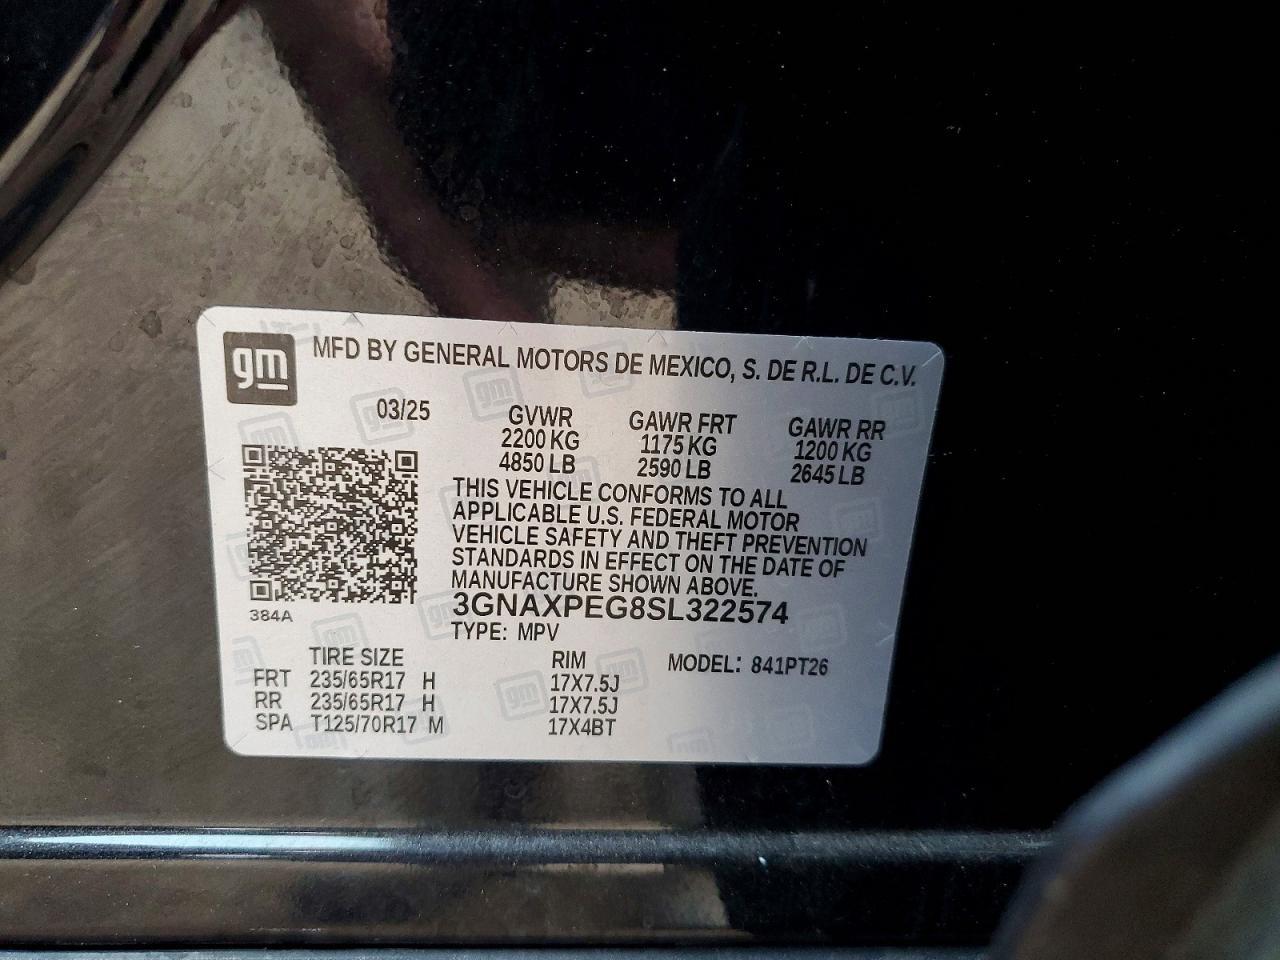 gm
MFD BY GENERAL MOTORS DE MEXICO, S. DE R.L. DE C.V.
03/25 GVWR GAWR FRT GAWR RR
2200 KG 1175 KG 1200 KG
4850 LB 2590 LB 2645 LB
THIS VEHICLE CONFORMS TO ALL
APPLICABLE U.S. FEDERAL MOTOR
VEHICLE SAFETY AND THEFT PREVENTION
STANDARDS IN EFFECT ON THE DATE OF
MANUFACTURE SHOWN ABOVE.
384A
3GNAXPEG8SL322574
TYPE: MPV
TIRE SIZE RIM MODEL: 841PT26
FRT 235/65R17 H 17X7.5J
RR 235/65R17 H 17X7.5J
SPA T125/70R17 M 17X4BT